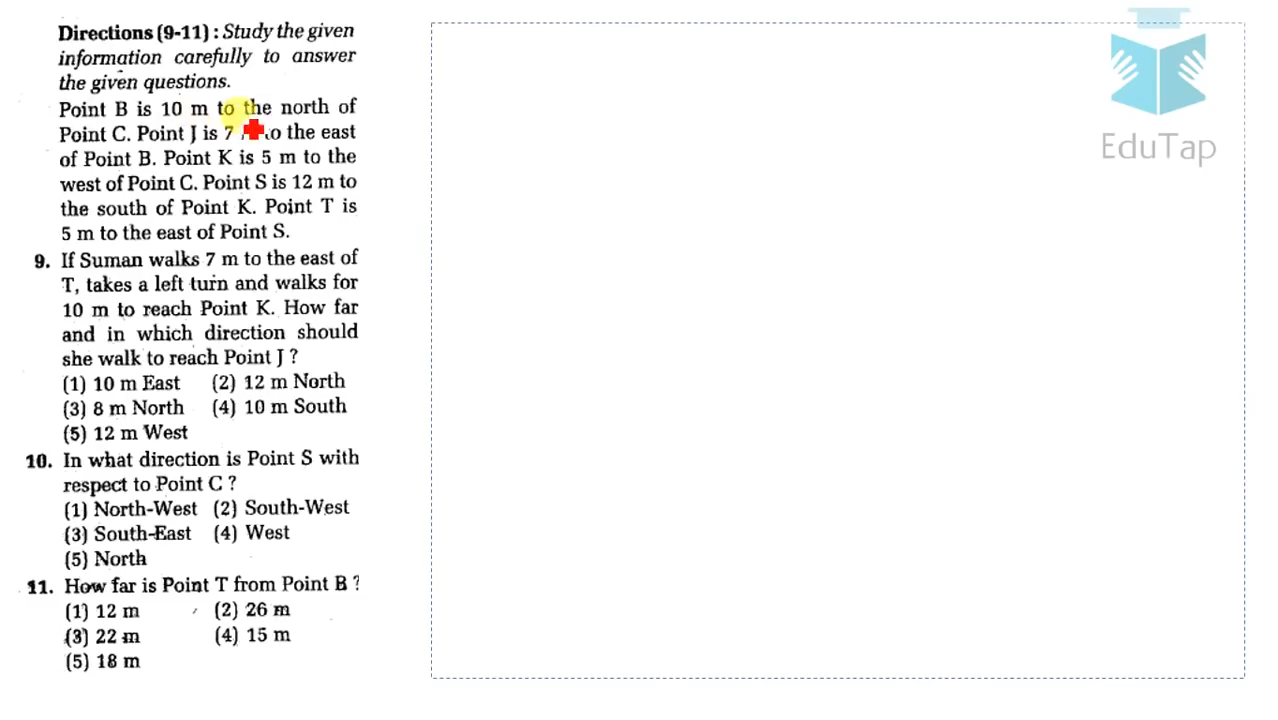 Directions (9-11) : Study the given
information carefully to answer
the given questions.
Point B is 10 m to the north of
Point C. Point J is 7 to the east
of Point B. Point K is 5 m to the
west of Point C. Point S is 12 m to
the south of Point K. Point T is
5 m to the east of Point S.
9. If Suman walks 7 m to the east of
T, takes a left turn and walks for
10 m to reach Point K. How far
and in which direction should
she walk to reach Point J ?
(1) 10 m East (2) 12 m North
(3) 8 m North (4) 10 m South
(5) 12 m West
10. In what direction is Point S with
respect to Point C ?
(1) North-West (2) South-West
(3) South-East (4) West
(5) North
11. How far is Point T from Point B ?
(1) 12 m (2) 26 m
(3) 22 m (4) 15 m
(5) 18 m
EduTap